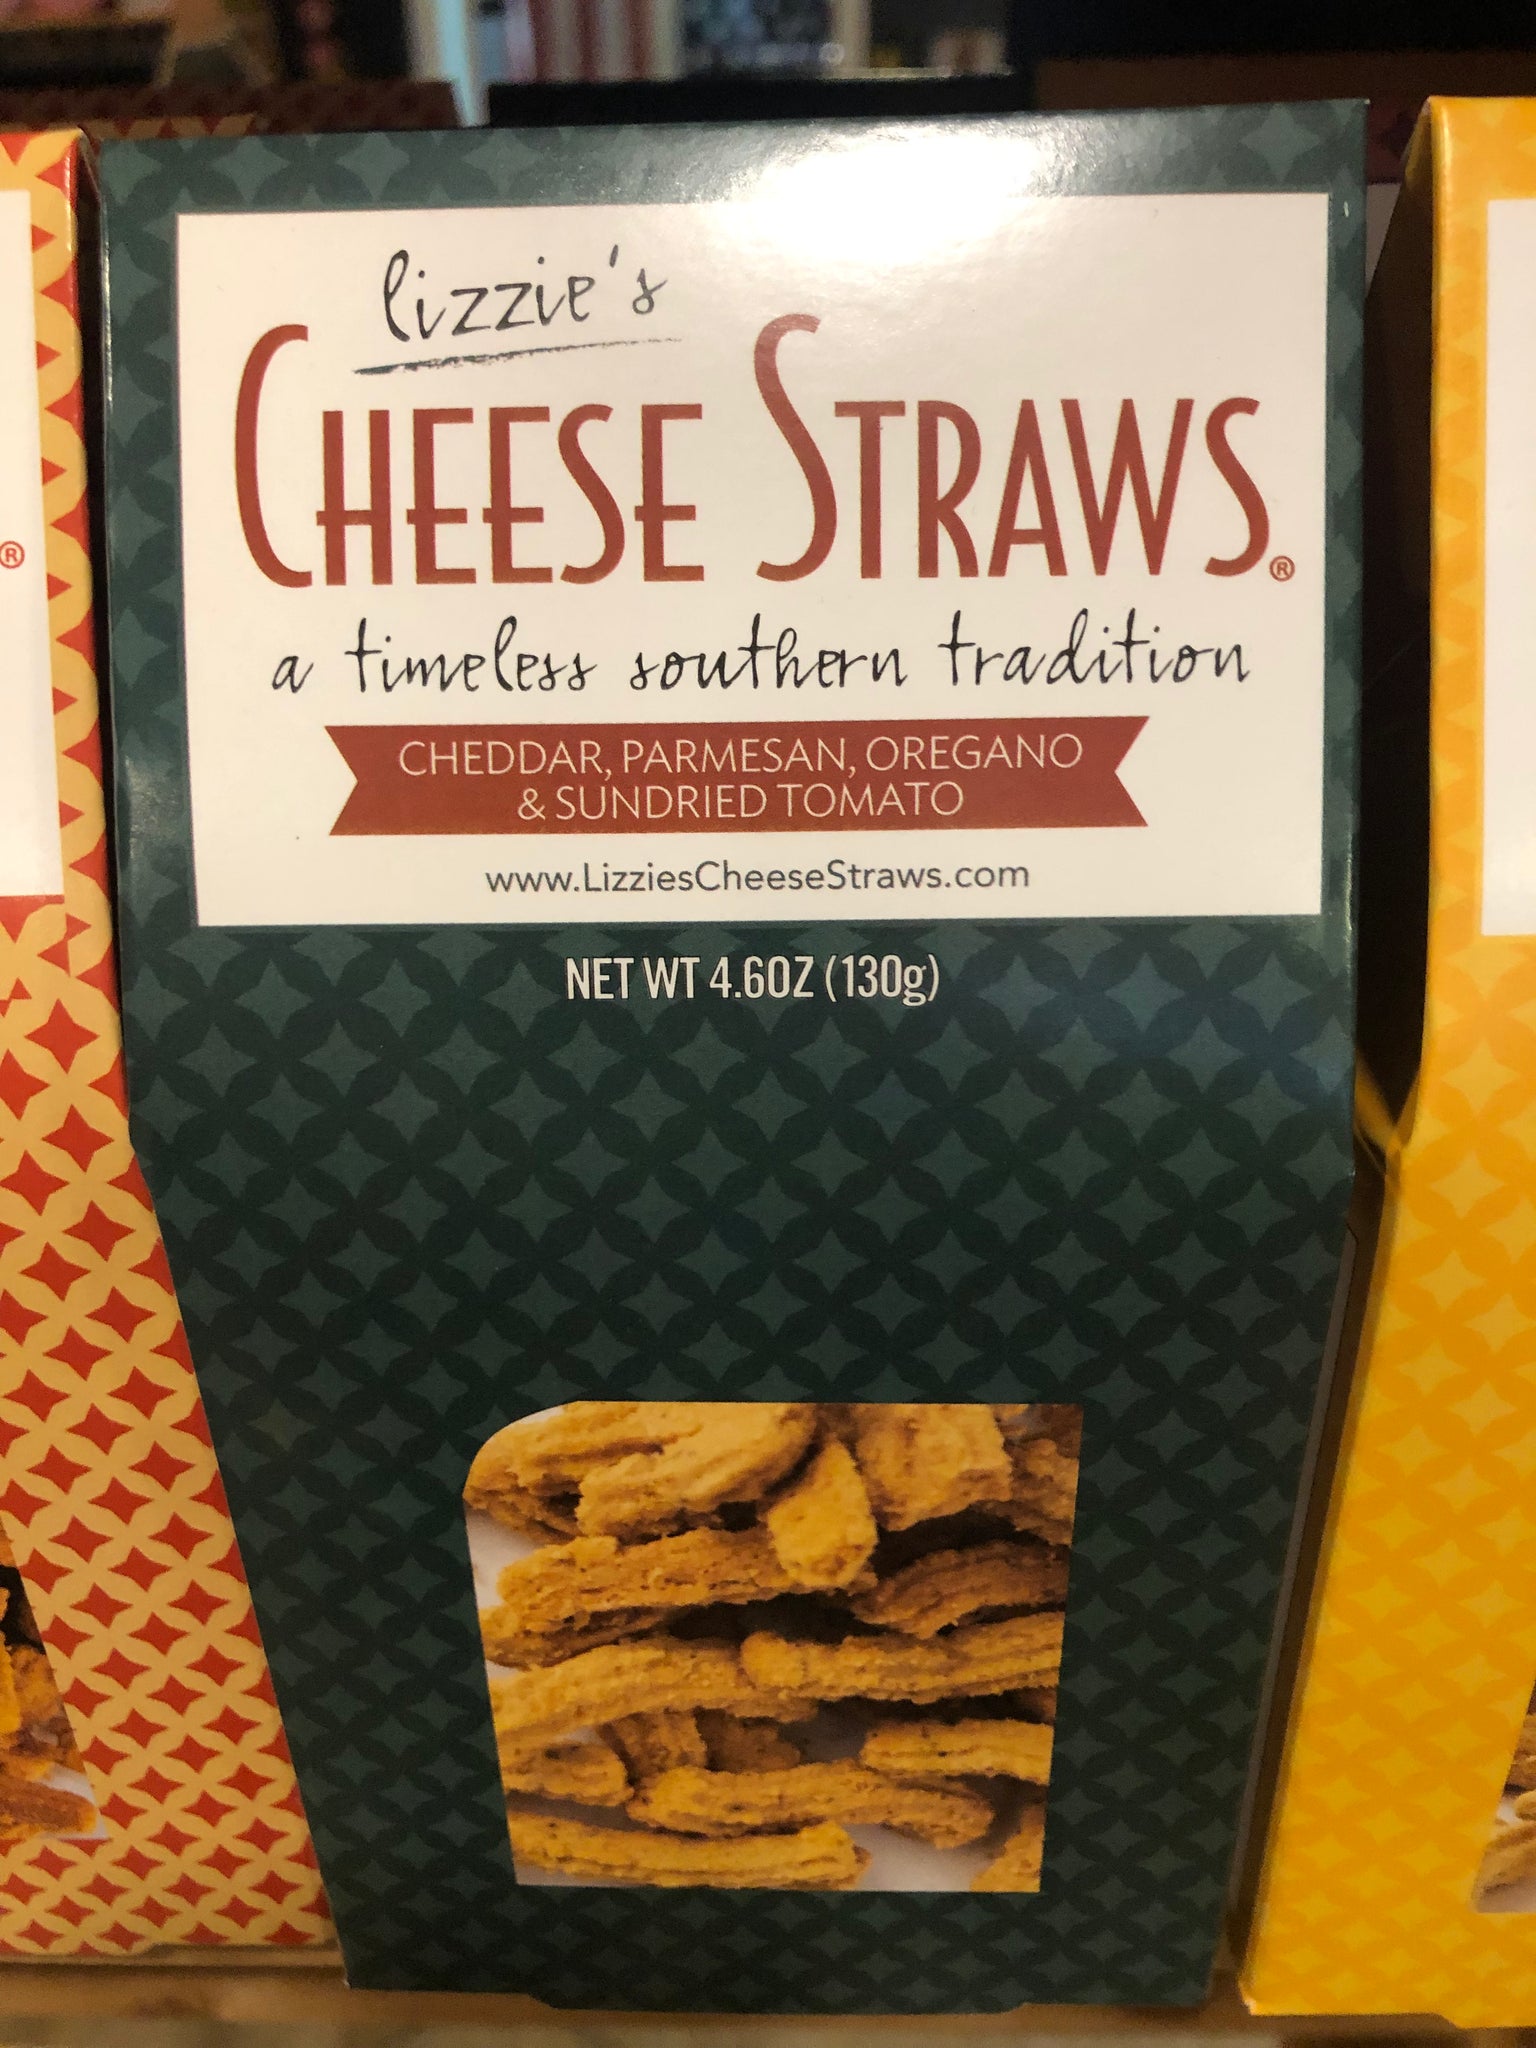 lizzie's
CHEESE STRAWS®
a timeless southern tradition
CHEDDAR, PARMESAN, OREGANO
& SUNDRIED TOMATO
www.LizziesCheeseStraws.com
NET WT 4.6OZ (130g)
®